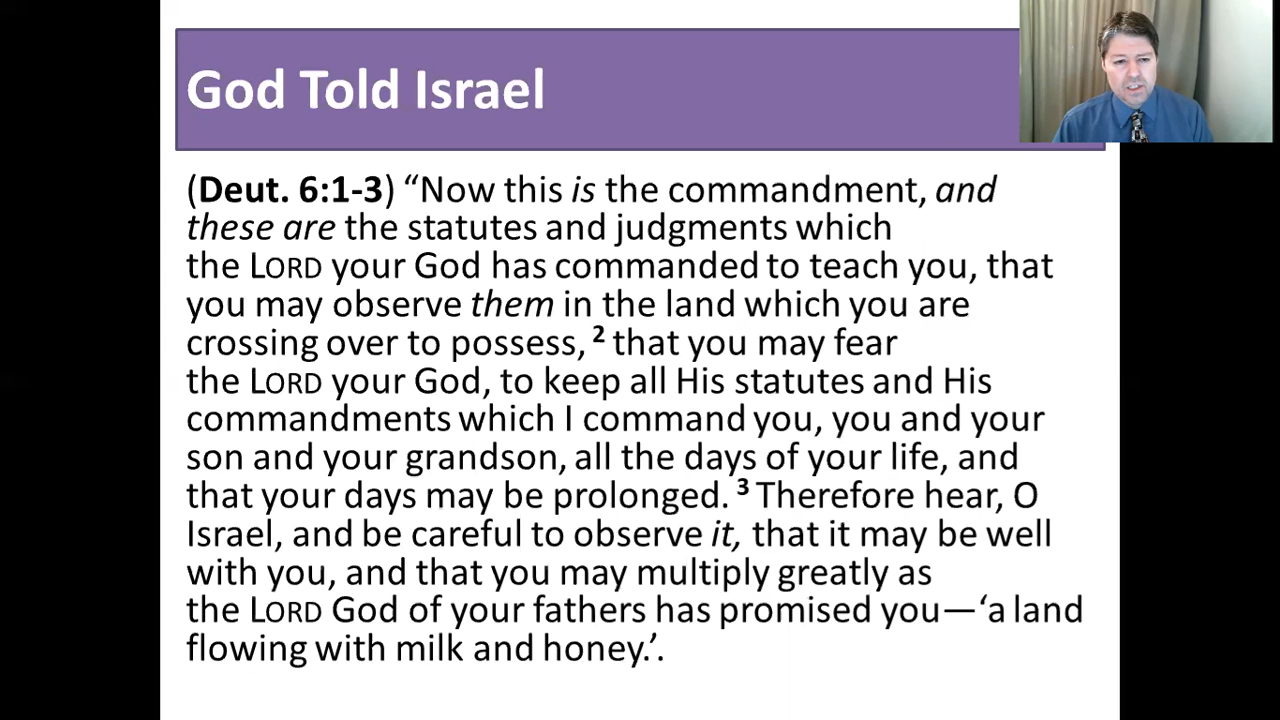 God Told Israel
(Deut. 6:1-3) “Now this is the commandment, and
these are the statutes and judgments which
the LORD your God has commanded to teach you, that
you may observe them in the land which you are
crossing over to possess, ² that you may fear
the LORD your God, to keep all His statutes and His
commandments which I command you, you and your
son and your grandson, all the days of your life, and
that your days may be prolonged. ³ Therefore hear, O
Israel, and be careful to observe it, that it may be well
with you, and that you may multiply greatly as
the LORD God of your fathers has promised you—‘a land
flowing with milk and honey.’.